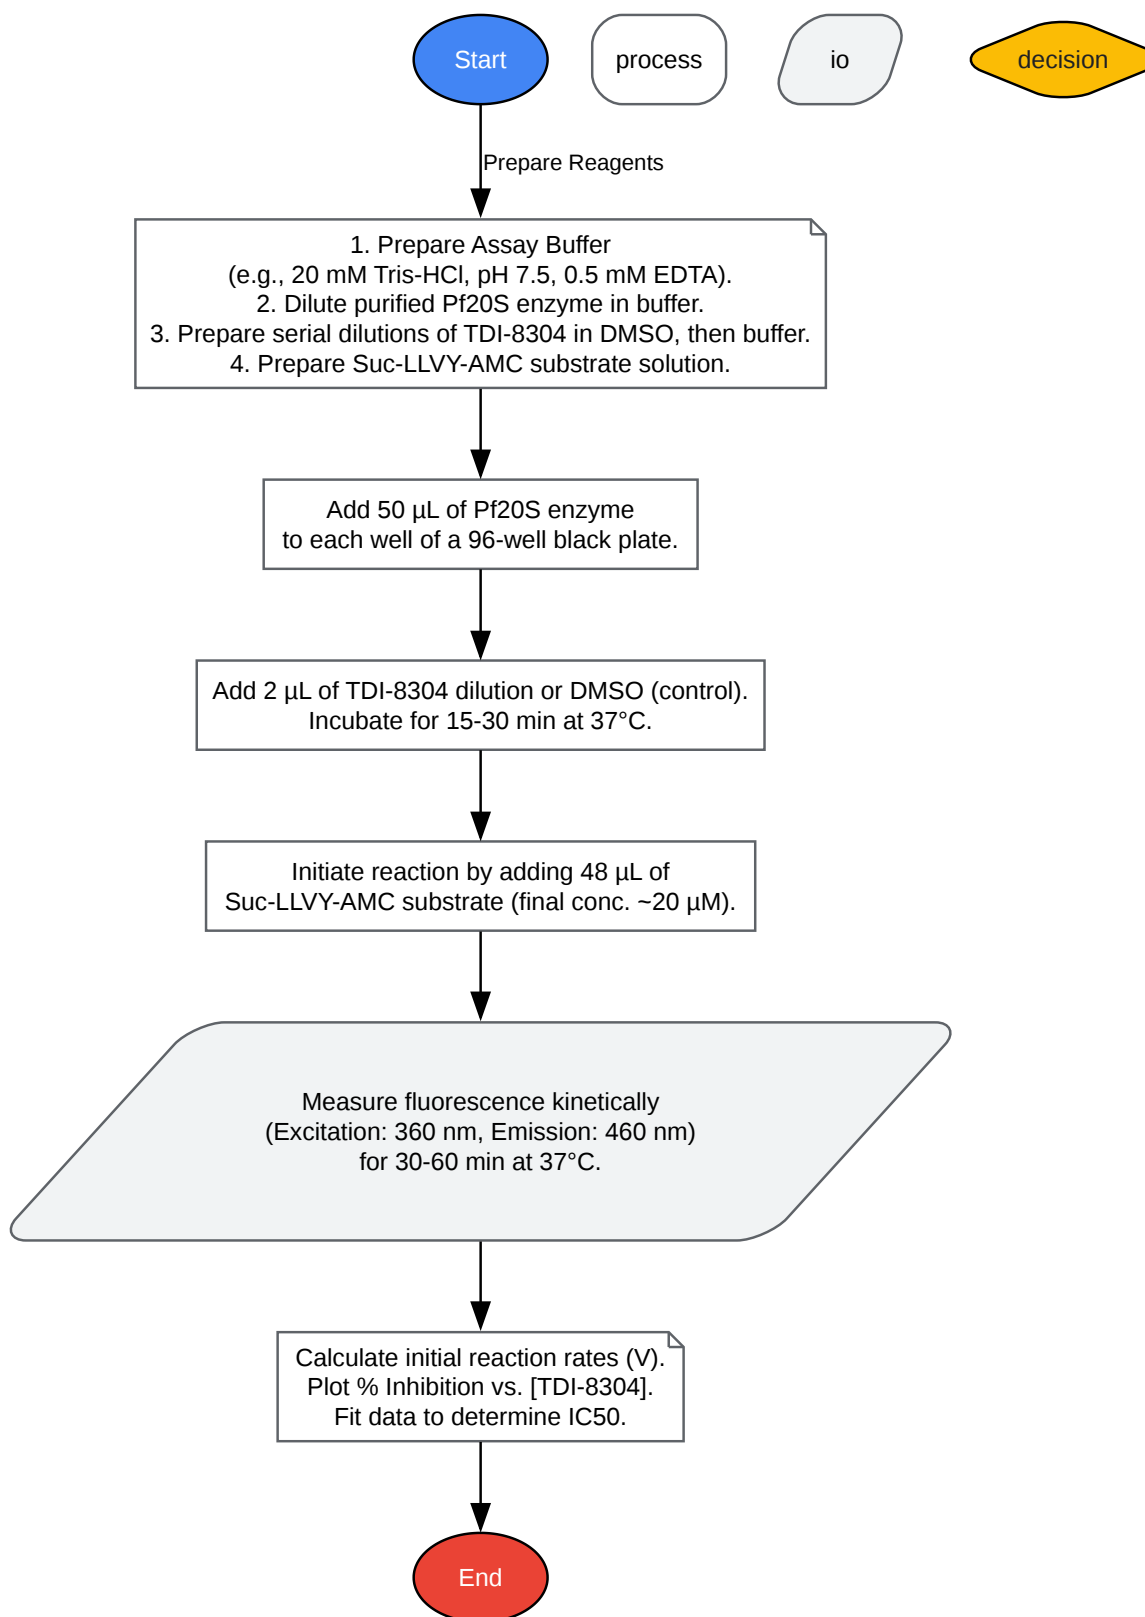 Start
process
io
decision
Prepare Reagents
1. Prepare Assay Buffer
(e.g., 20 mM Tris-HCl, pH 7.5, 0.5 mM EDTA).
2. Dilute purified Pf20S enzyme in buffer.
3. Prepare serial dilutions of TDI-8304 in DMSO, then buffer.
4. Prepare Suc-LLVY-AMC substrate solution.
Add 50 µL of Pf20S enzyme
to each well of a 96-well black plate.
Add 2 µL of TDI-8304 dilution or DMSO (control).
Incubate for 15-30 min at 37°C.
Initiate reaction by adding 48 µL of
Suc-LLVY-AMC substrate (final conc. ~20 µM).
Measure fluorescence kinetically
(Excitation: 360 nm, Emission: 460 nm)
for 30-60 min at 37°C.
Calculate initial reaction rates (V).
Plot % Inhibition vs. [TDI-8304].
Fit data to determine IC50.
End